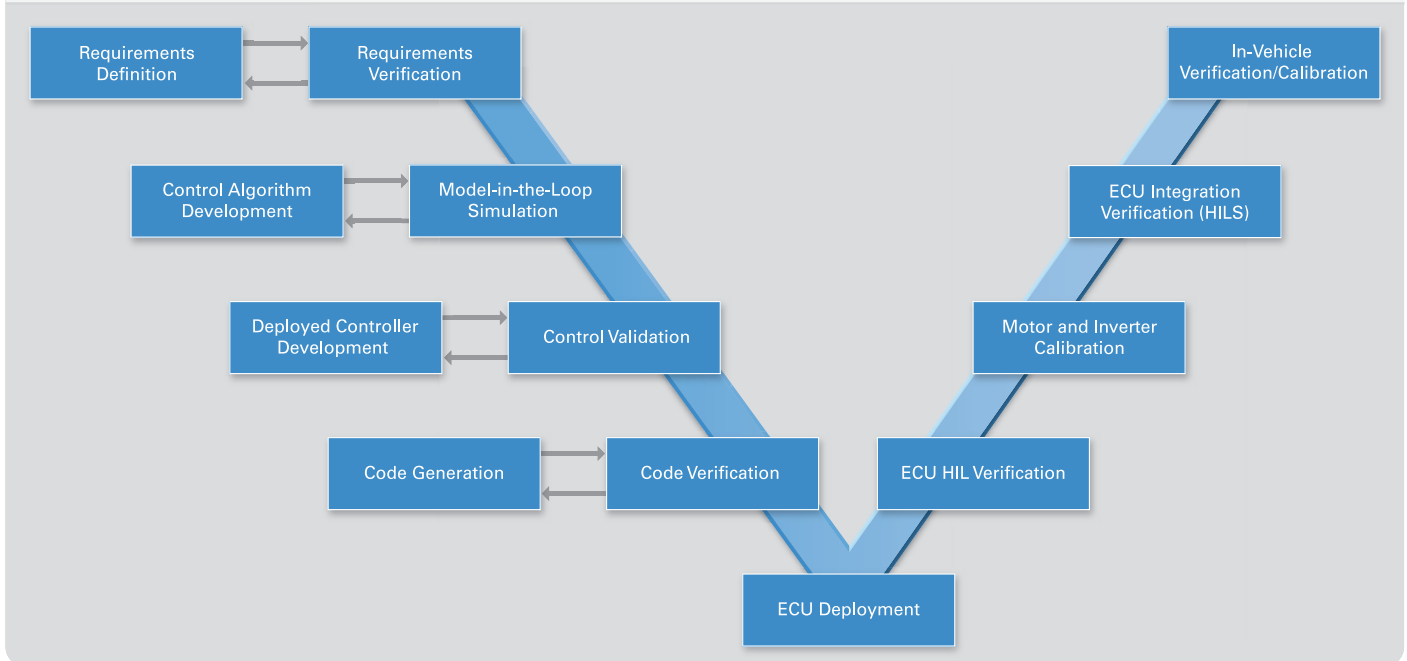 Requirements
Definition
Requirements
Verification
In-Vehicle
Verification/Calibration
Control Algorithm
Development
Model-in-the-Loop
Simulation
ECU Integration
Verification (HILS)
Deployed Controller
Development
Control Validation
Motor and Inverter
Calibration
Code Generation
Code Verification
ECU HIL Verification
ECU Deployment